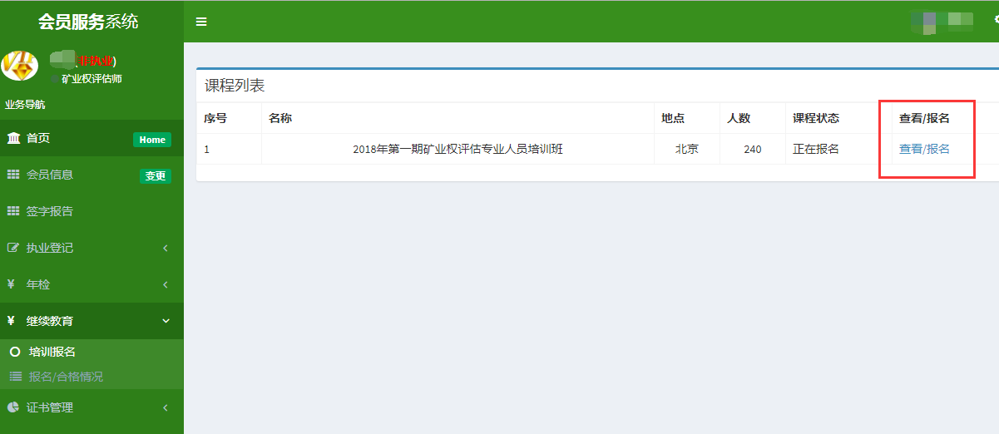 会员服务系统
(非执业)
矿业权评估师
业务导航
首页 Home
会员信息 变更
签字报告
执业登记
¥ 年检
¥ 继续教育
培训报名
报名/合格情况
证书管理
课程列表
序号 名称 地点 人数 课程状态 查看/报名
1 2018年第一期矿业权评估专业人员培训班 北京 240 正在报名 查看/报名